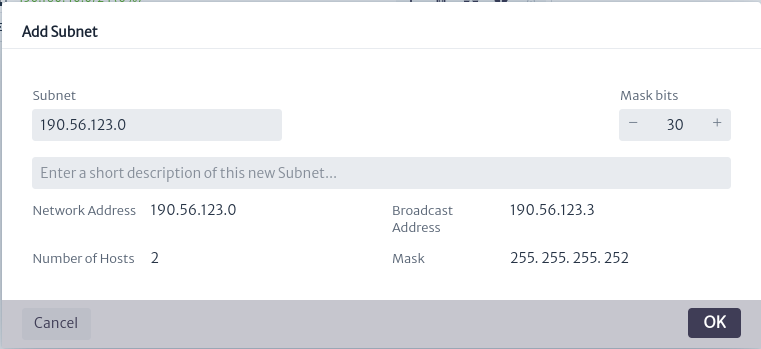 Add Subnet
Subnet
Mask bits
190.56.123.0
− 30 +
Enter a short description of this new Subnet...
Network Address 190.56.123.0
Broadcast Address 190.56.123.3
Number of Hosts 2
Mask 255. 255. 255. 252
Cancel
OK